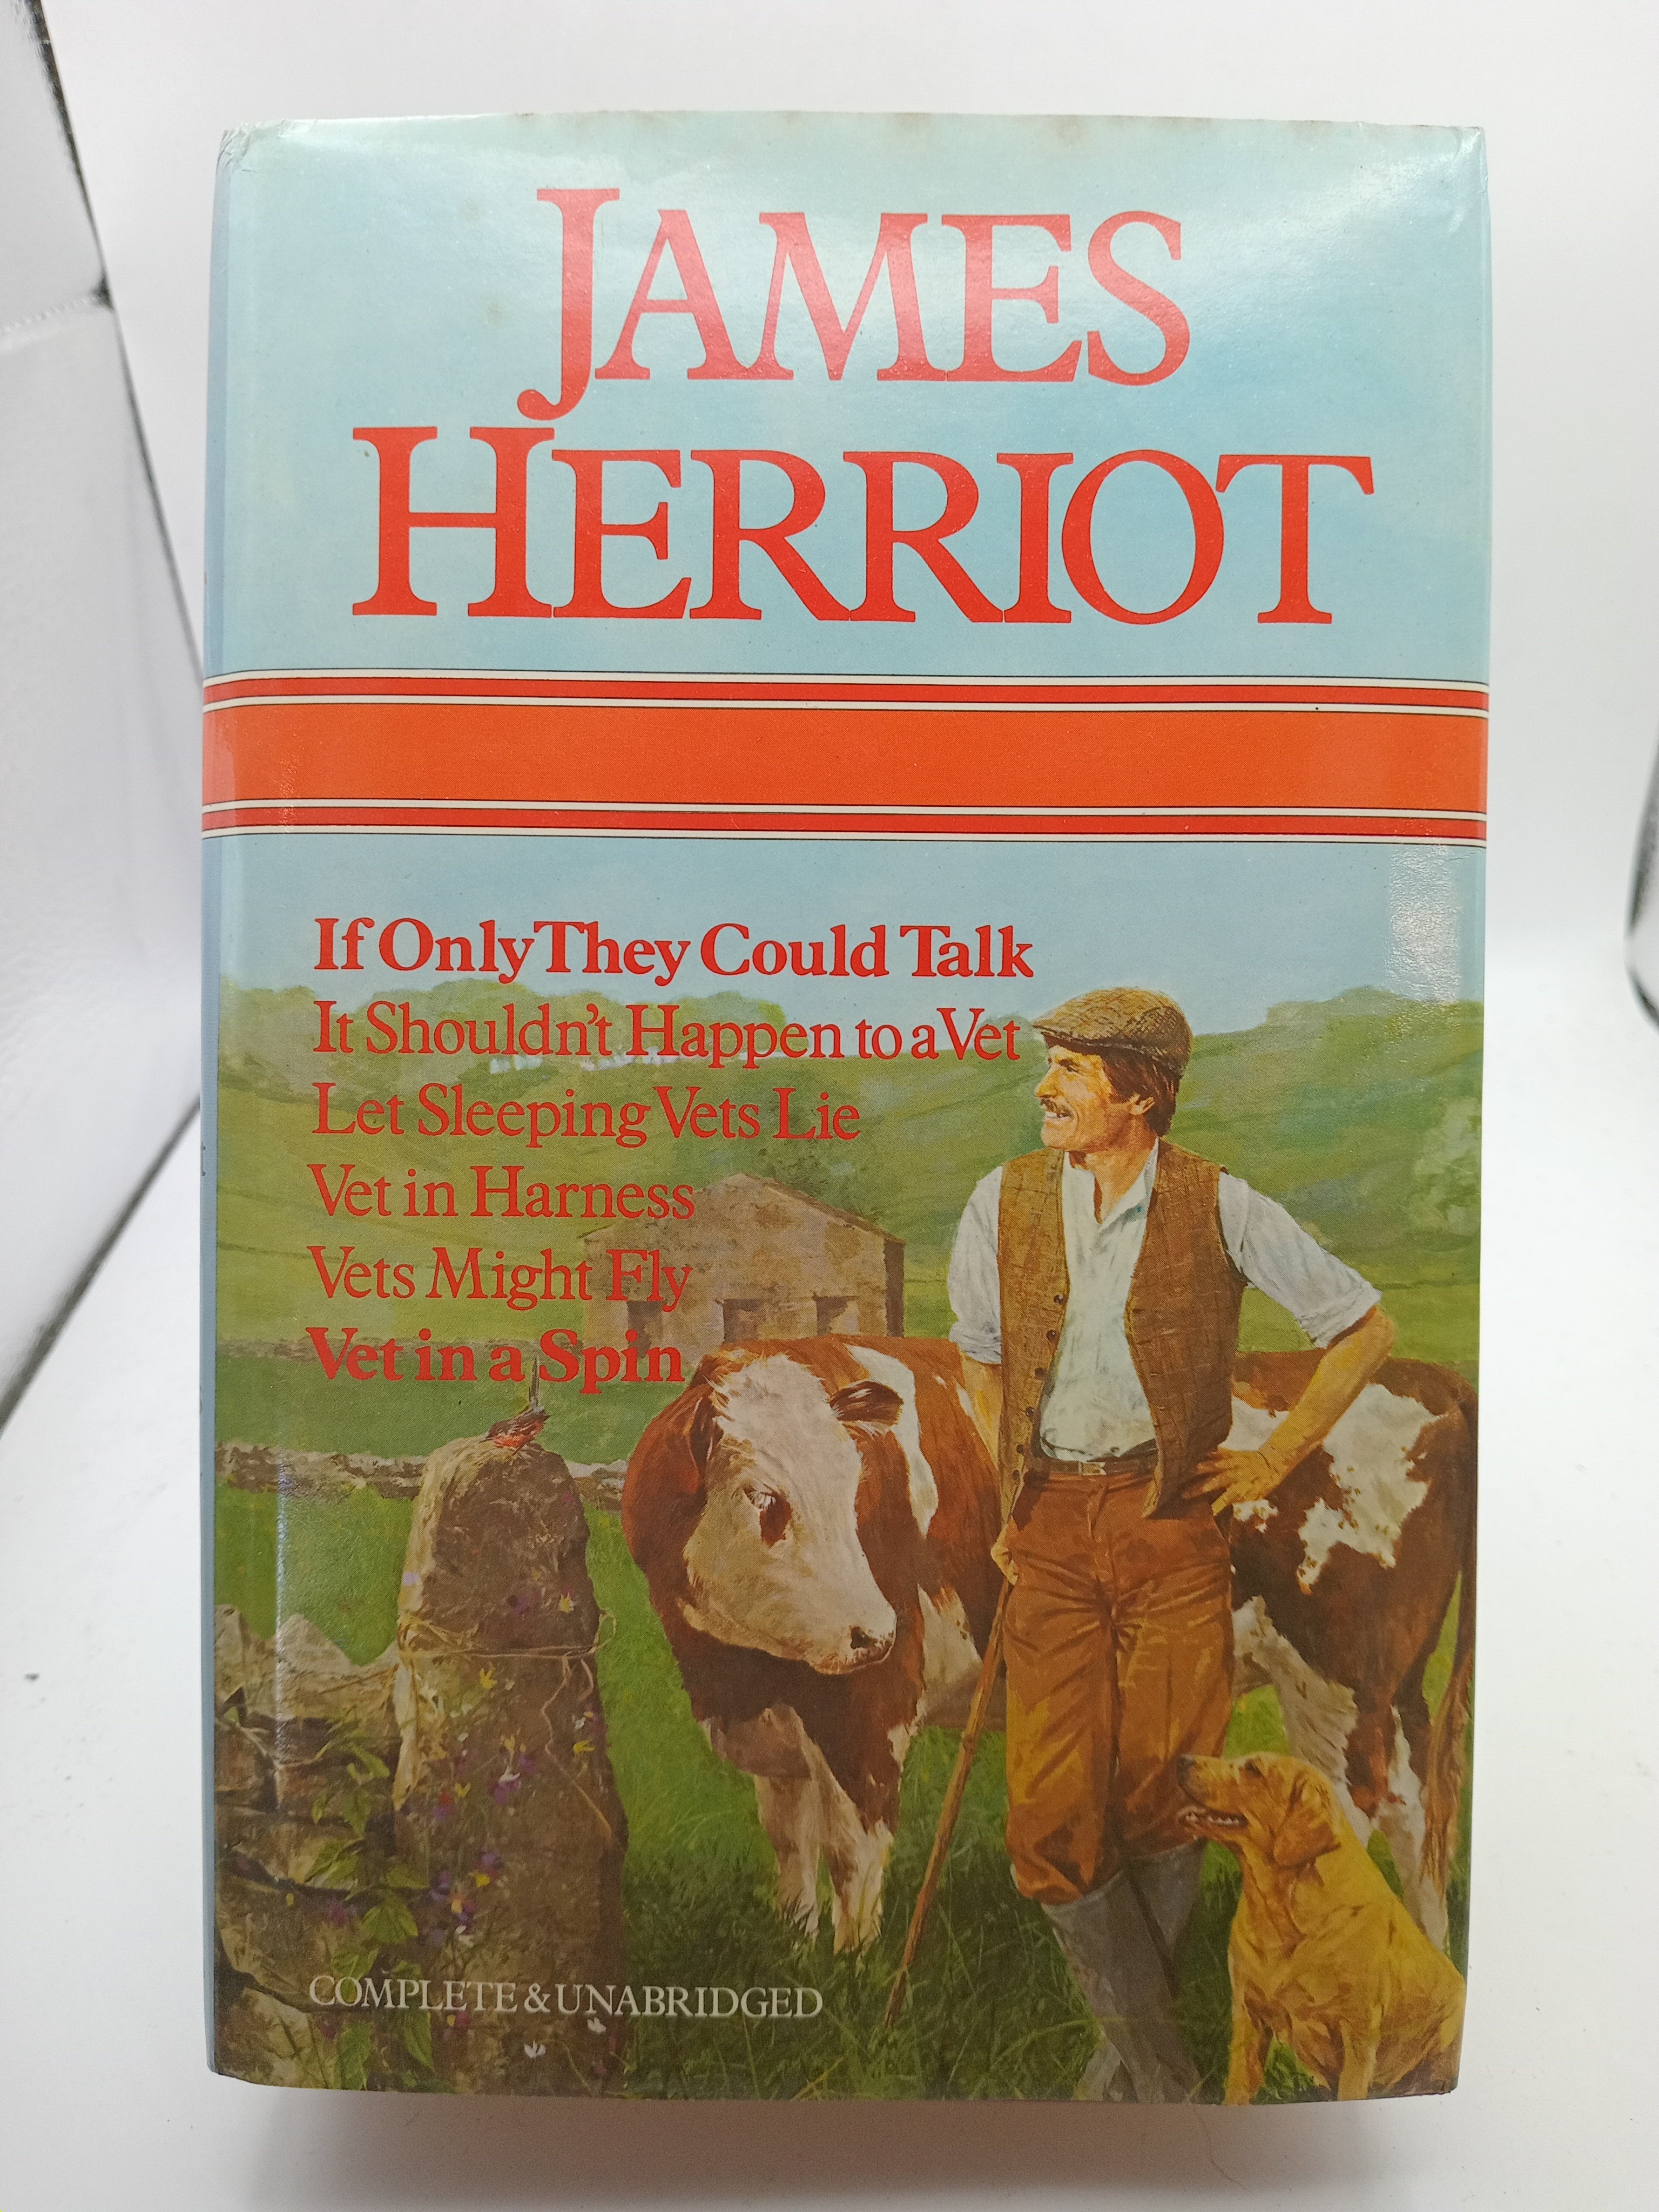 JAMES
HERRIOT
If Only They Could Talk
It Shouldn't Happen to a Vet
Let Sleeping Vets Lie
Vet in Harness
Vets Might Fly
Vet in a Spin
COMPLETE & UNABRIDGED